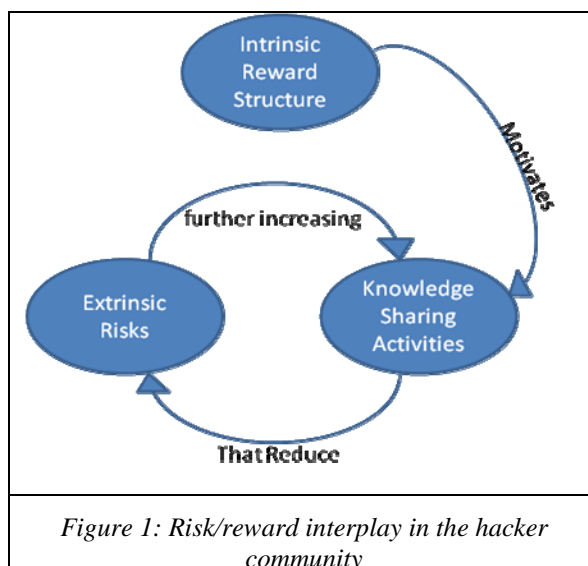 Intrinsic
Reward
Structure
Motivates
further increasing
Extrinsic
Risks
Knowledge
Sharing
Activities
That Reduce
Figure 1: Risk/reward interplay in the hacker
community